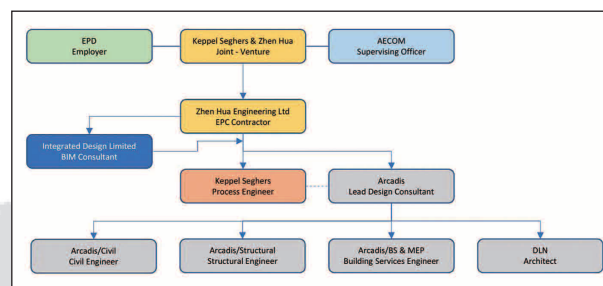 EPD
Employer
Keppel Seghers & Zhen Hua
Joint - Venture
AECOM
Supervising Officer
Zhen Hua Engineering Ltd
EPC Contractor
Integrated Design Limited
BIM Consultant
Keppel Seghers
Process Engineer
Arcadis
Lead Design Consultant
Arcadis/Civil
Civil Engineer
Arcadis/Structural
Structural Engineer
Arcadis/BS & MEP
Building Services Engineer
DLN
Architect